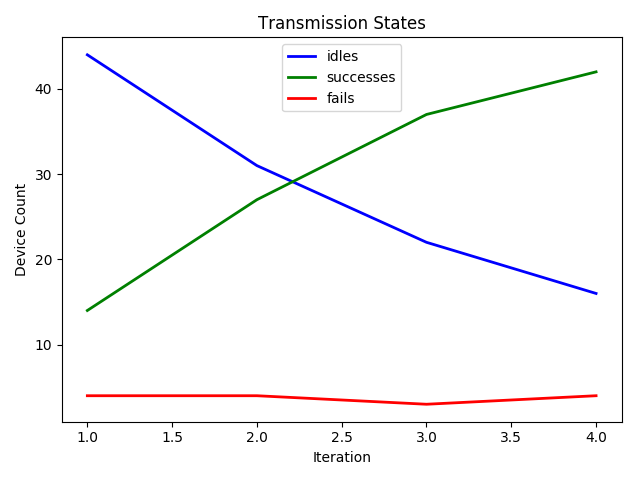 Transmission States
idles
successes
fails
Device Count
40
30
20
10
1.0 1.5 2.0 2.5 3.0 3.5 4.0
Iteration